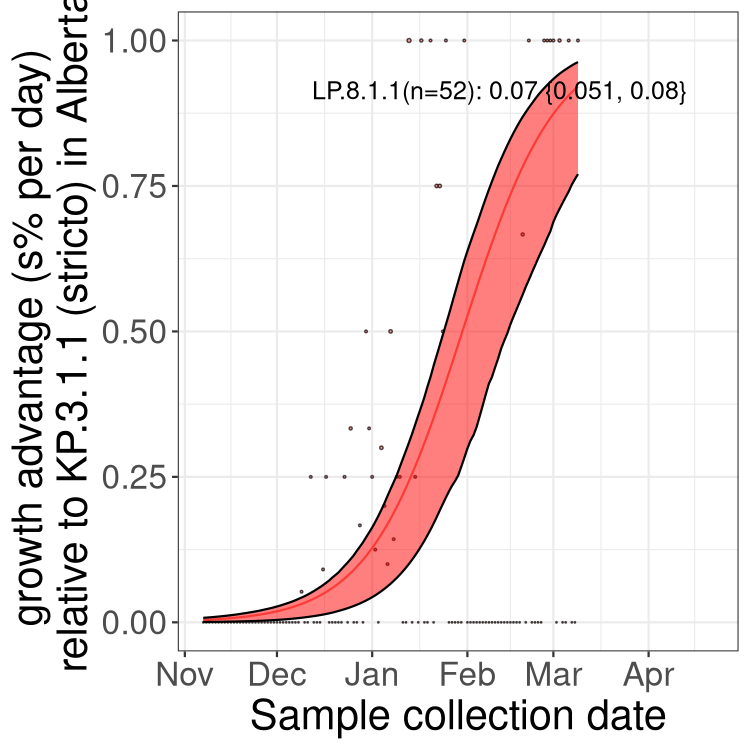 growth advantage (s% per day)
relative to KP.3.1.1 (stricto) in Alberta
1.00
0.75
0.50
0.25
0.00
LP.8.1.1(n=52): 0.07 {0.051, 0.08}
Nov Dec Jan Feb Mar Apr
Sample collection date